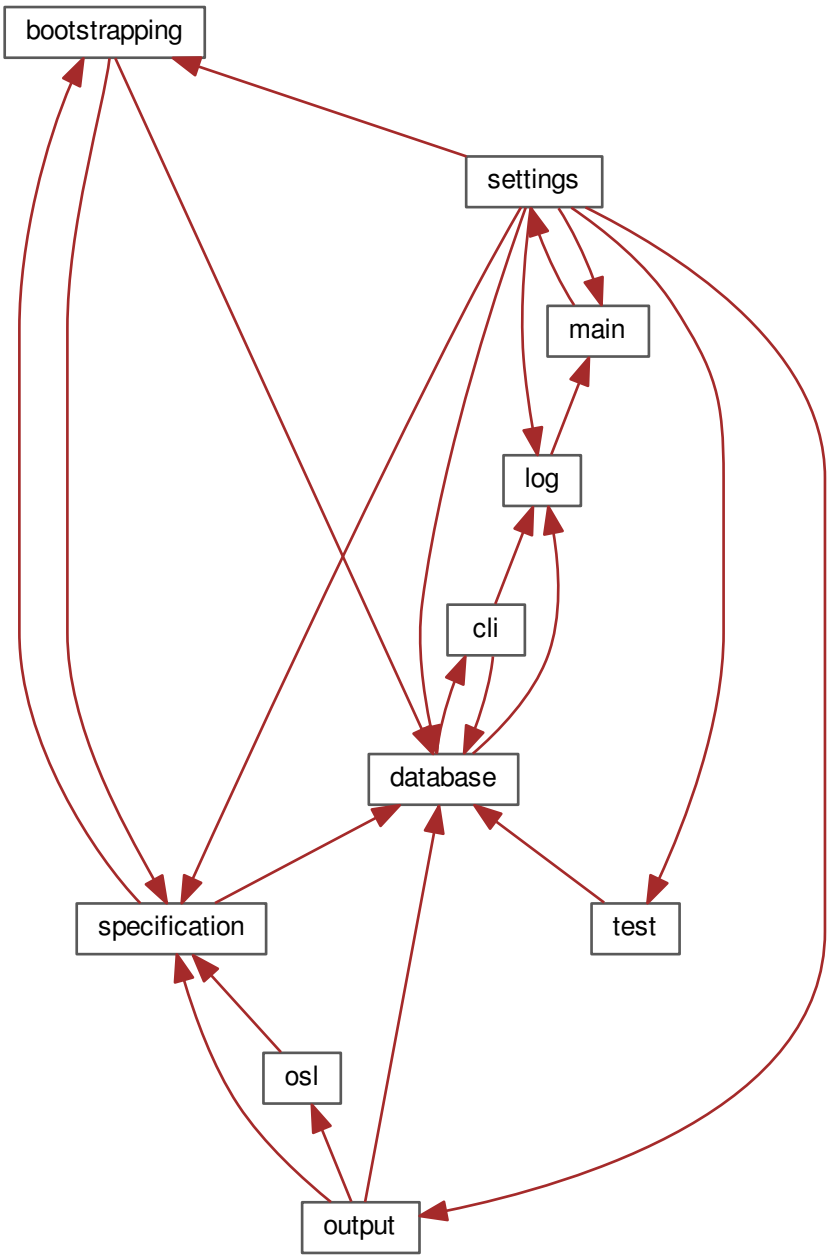 bootstrapping
settings
main
log
cli
database
specification
test
osl
output